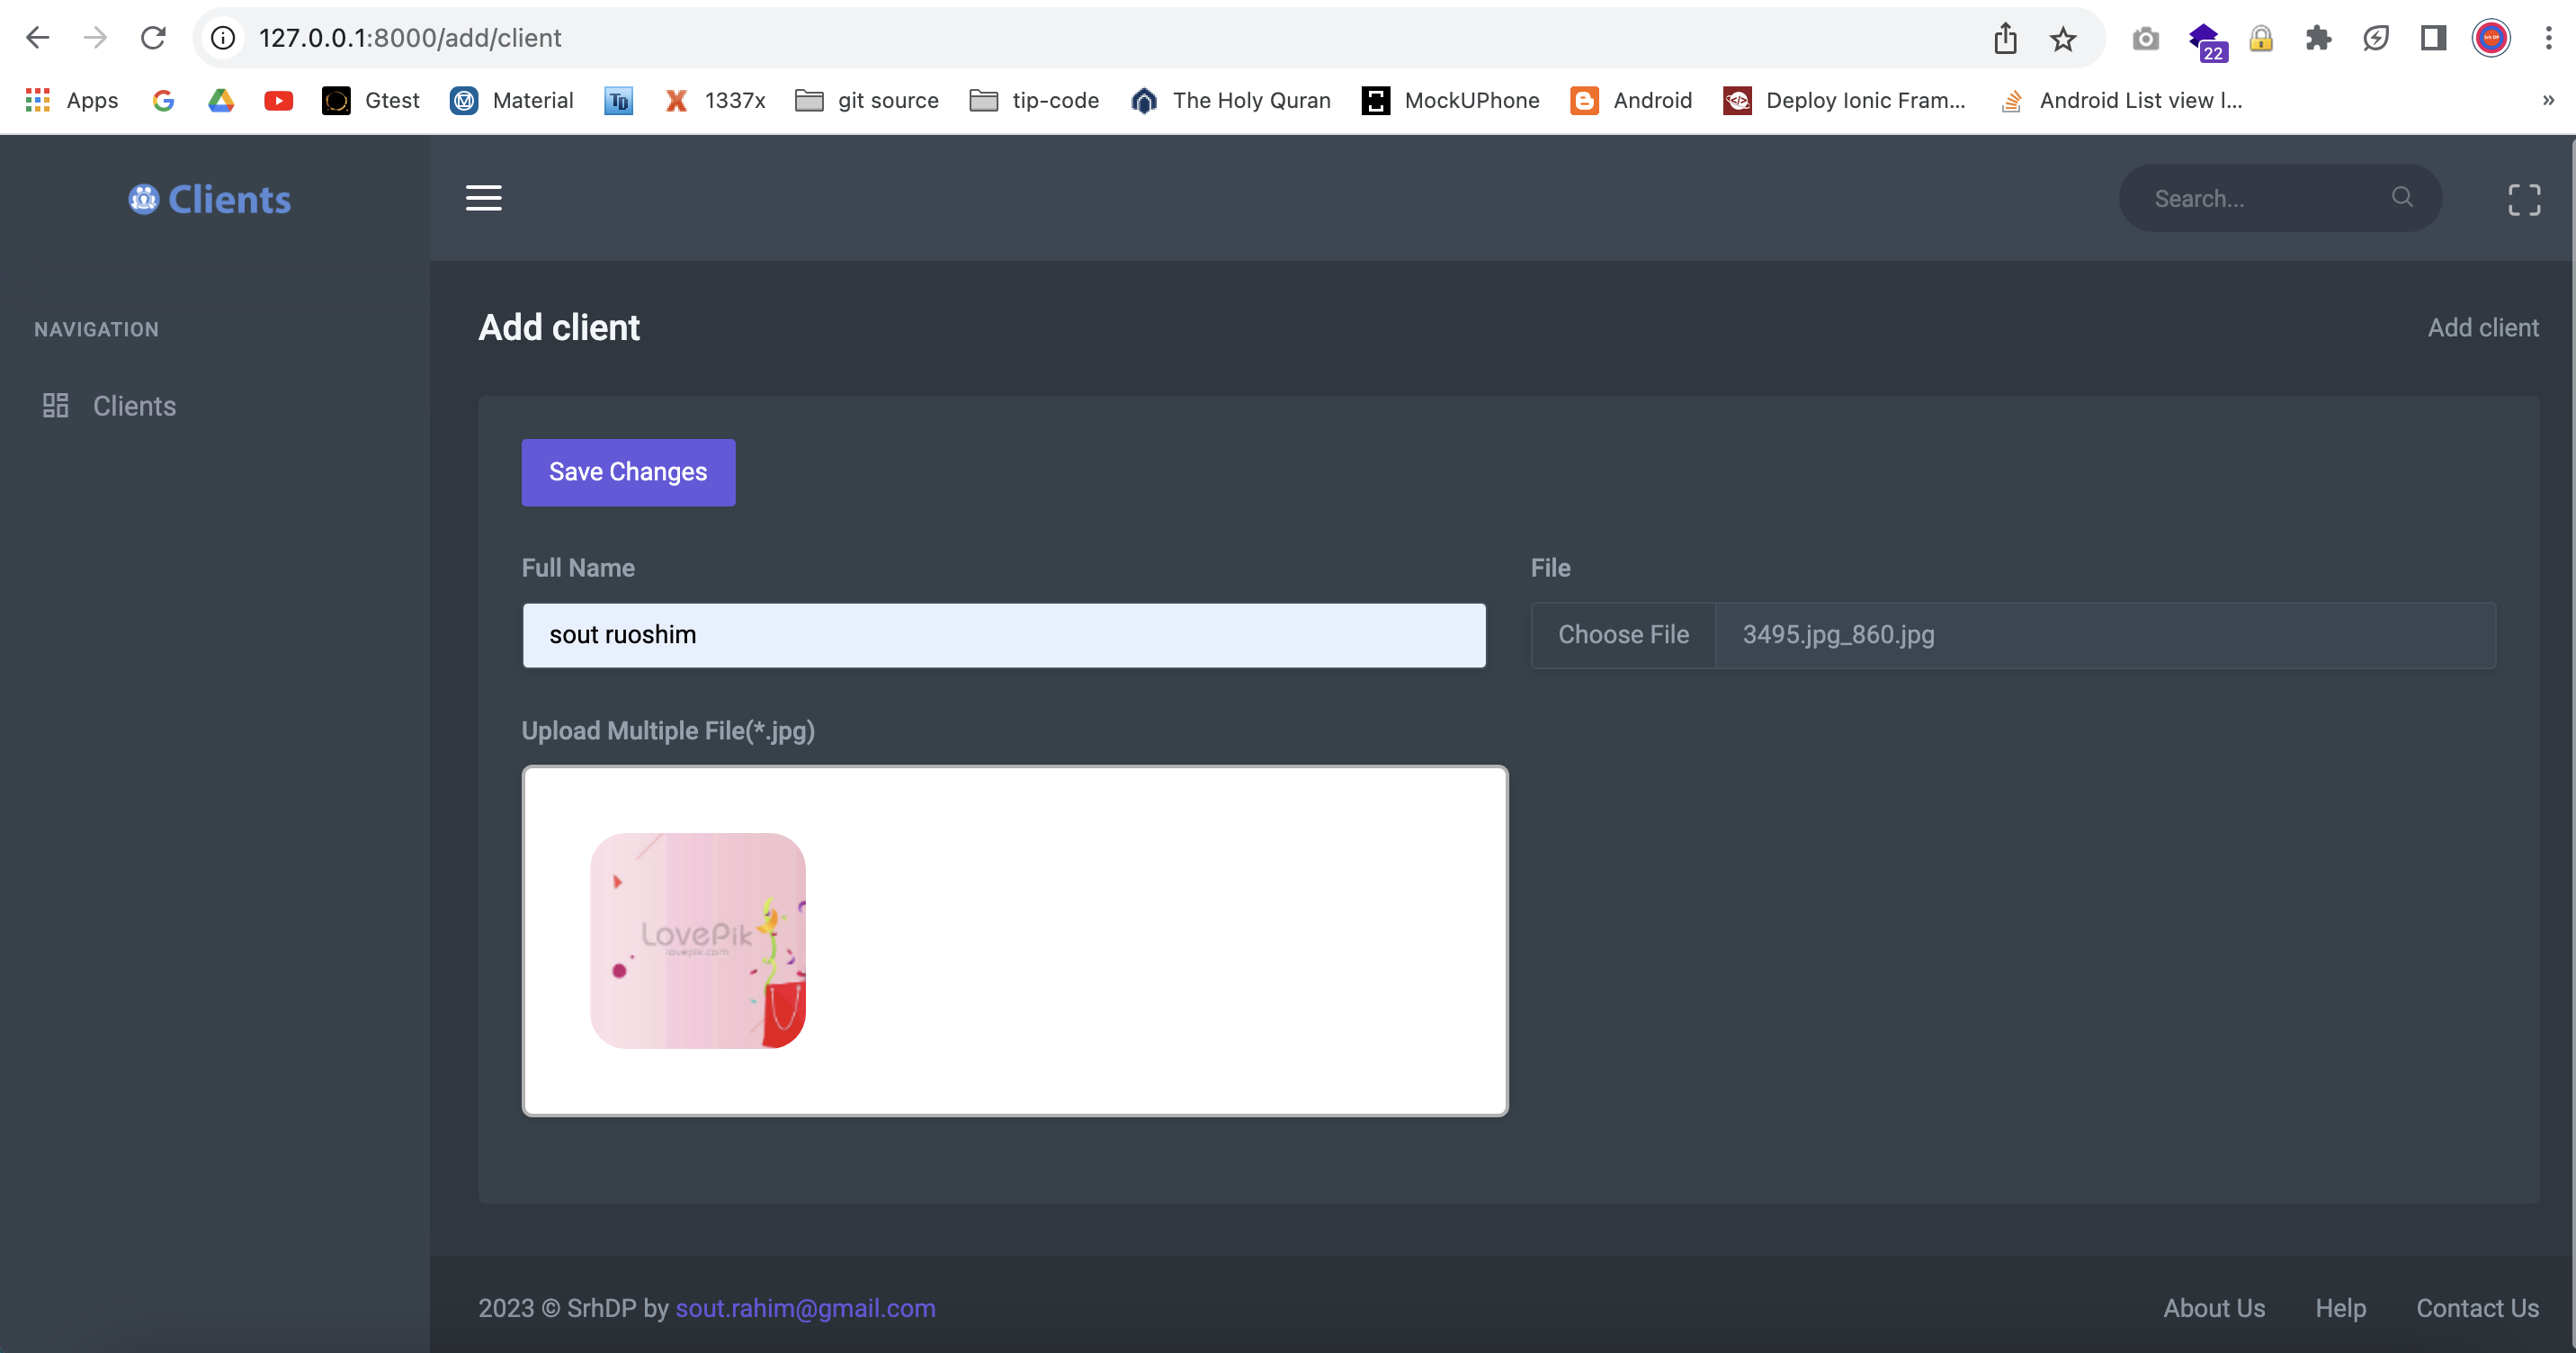 127.0.0.1:8000/add/client
22
Apps
Gtest
Material
TD
1337x
git source
tip-code
The Holy Quran
MockUPhone
Android
Deploy Ionic Fram...
Android List view l...
»
Clients
Search...
NAVIGATION
Clients
Add client
Add client
Save Changes
Full Name
File
sout ruoshim
Choose File
3495.jpg_860.jpg
Upload Multiple File(*.jpg)
LovePik
lovepik.com
2023 © SrhDP by sout.rahim@gmail.com
About Us
Help
Contact Us